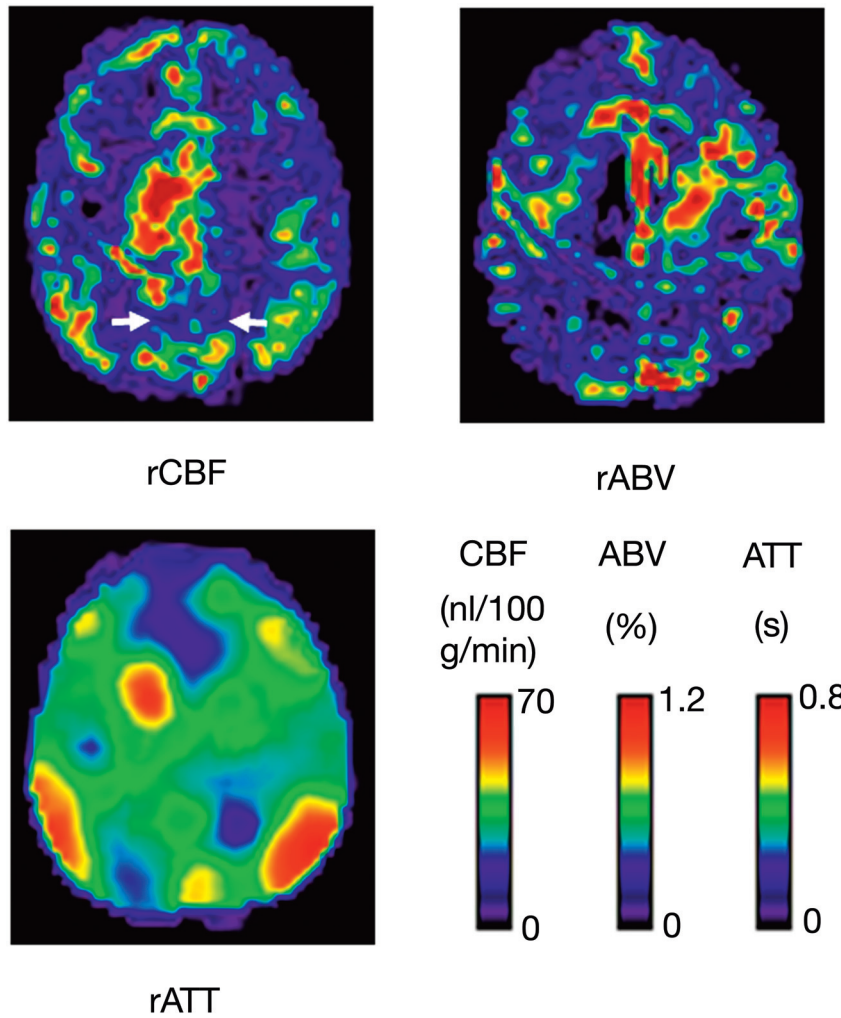 rCBF
rABV
CBF ABV ATT
(nl/100 (%) (s)
g/min)
70 1.2 0.8
0 0 0
rATT